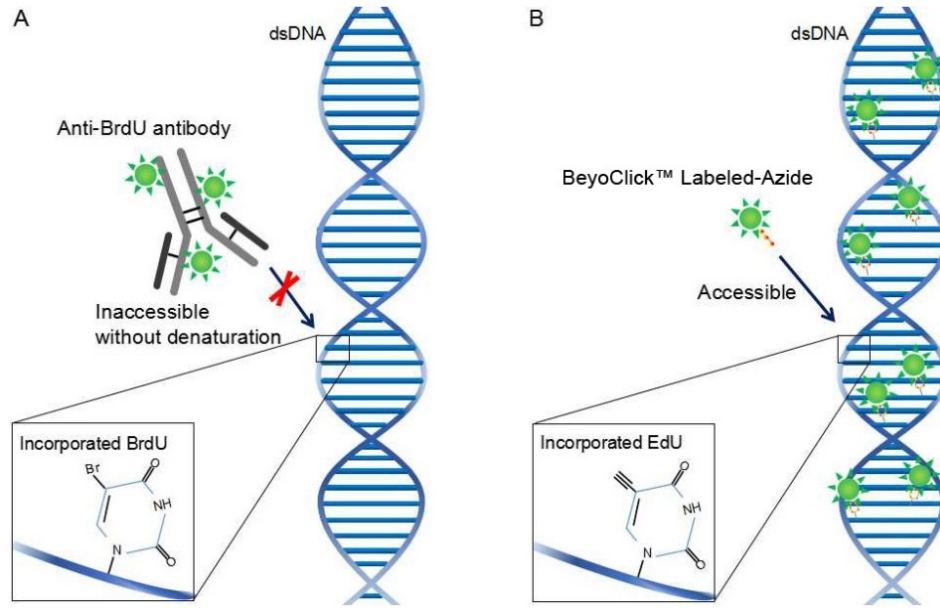 A
dsDNA
Anti-BrdU antibody
Inaccessible
without denaturation
Incorporated BrdU
Br
O
NH
N
O
B
dsDNA
BeyoClick™ Labeled-Azide
Accessible
Incorporated EdU
O
NH
N
O